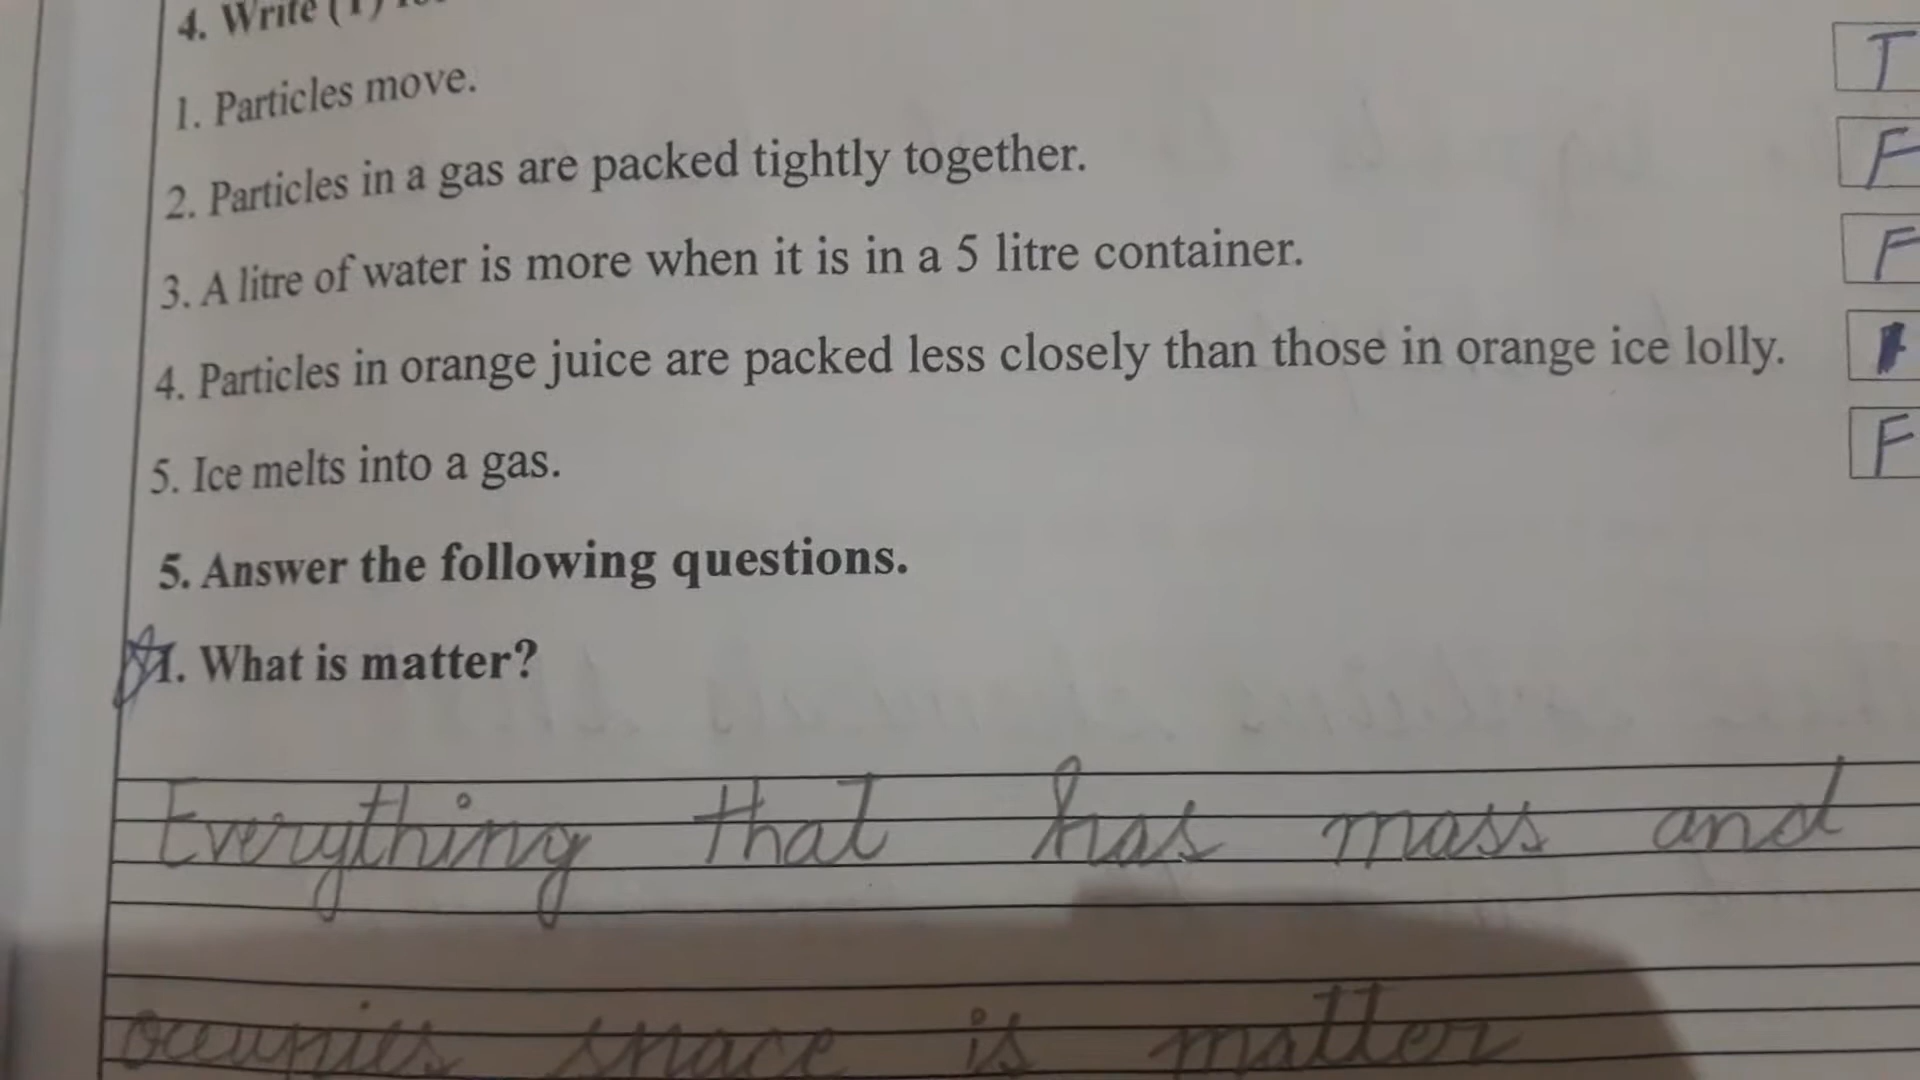 4. Write (T)
1. Particles move.
T
2. Particles in a gas are packed tightly together.
F
3. A litre of water is more when it is in a 5 litre container.
F
4. Particles in orange juice are packed less closely than those in orange ice lolly.
5. Ice melts into a gas.
F
5. Answer the following questions.
1. What is matter?
Everything that has mass and
occupies space is matter